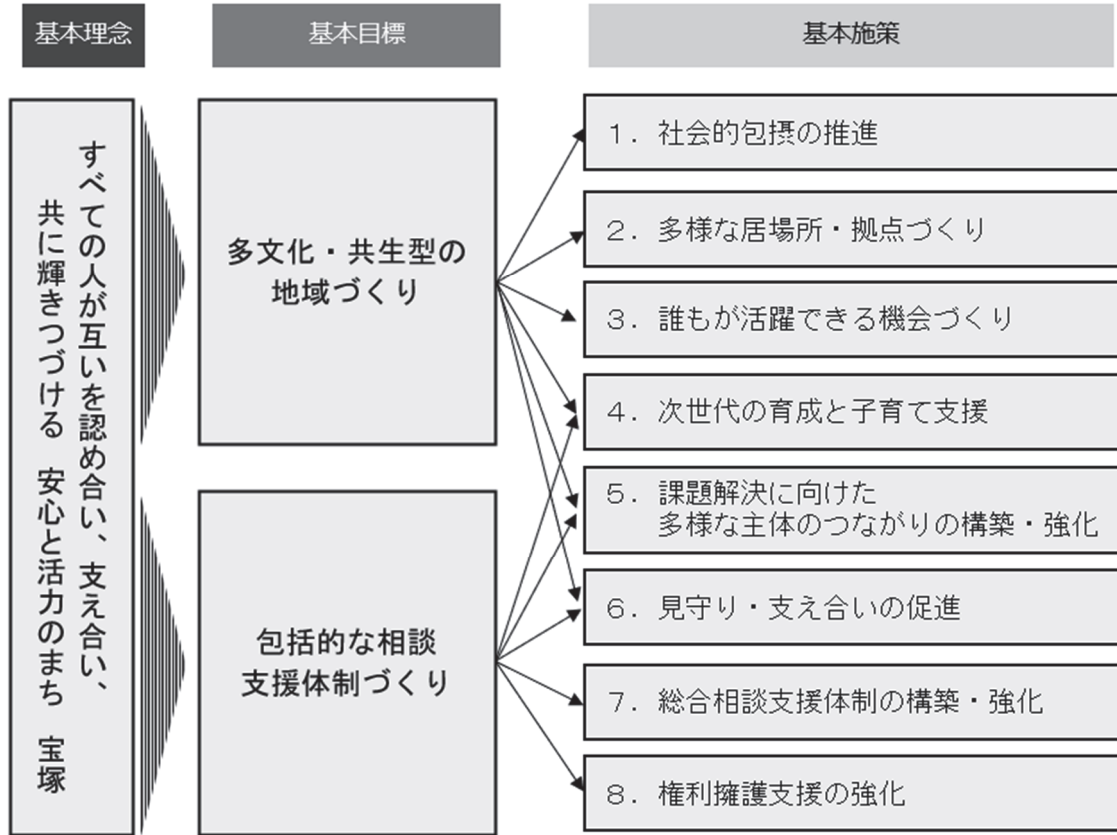 基本理念
基本目標
基本施策
すべての人が互いを認め合い、支え合い、
共に輝きつづける　安心と活力のまち　宝塚
多文化・共生型の
地域づくり
包括的な相談
支援体制づくり
1．社会的包摂の推進
2．多様な居場所・拠点づくり
3．誰もが活躍できる機会づくり
4．次世代の育成と子育て支援
5．課題解決に向けた
多様な主体のつながりの構築・強化
6．見守り・支え合いの促進
7．総合相談支援体制の構築・強化
8．権利擁護支援の強化